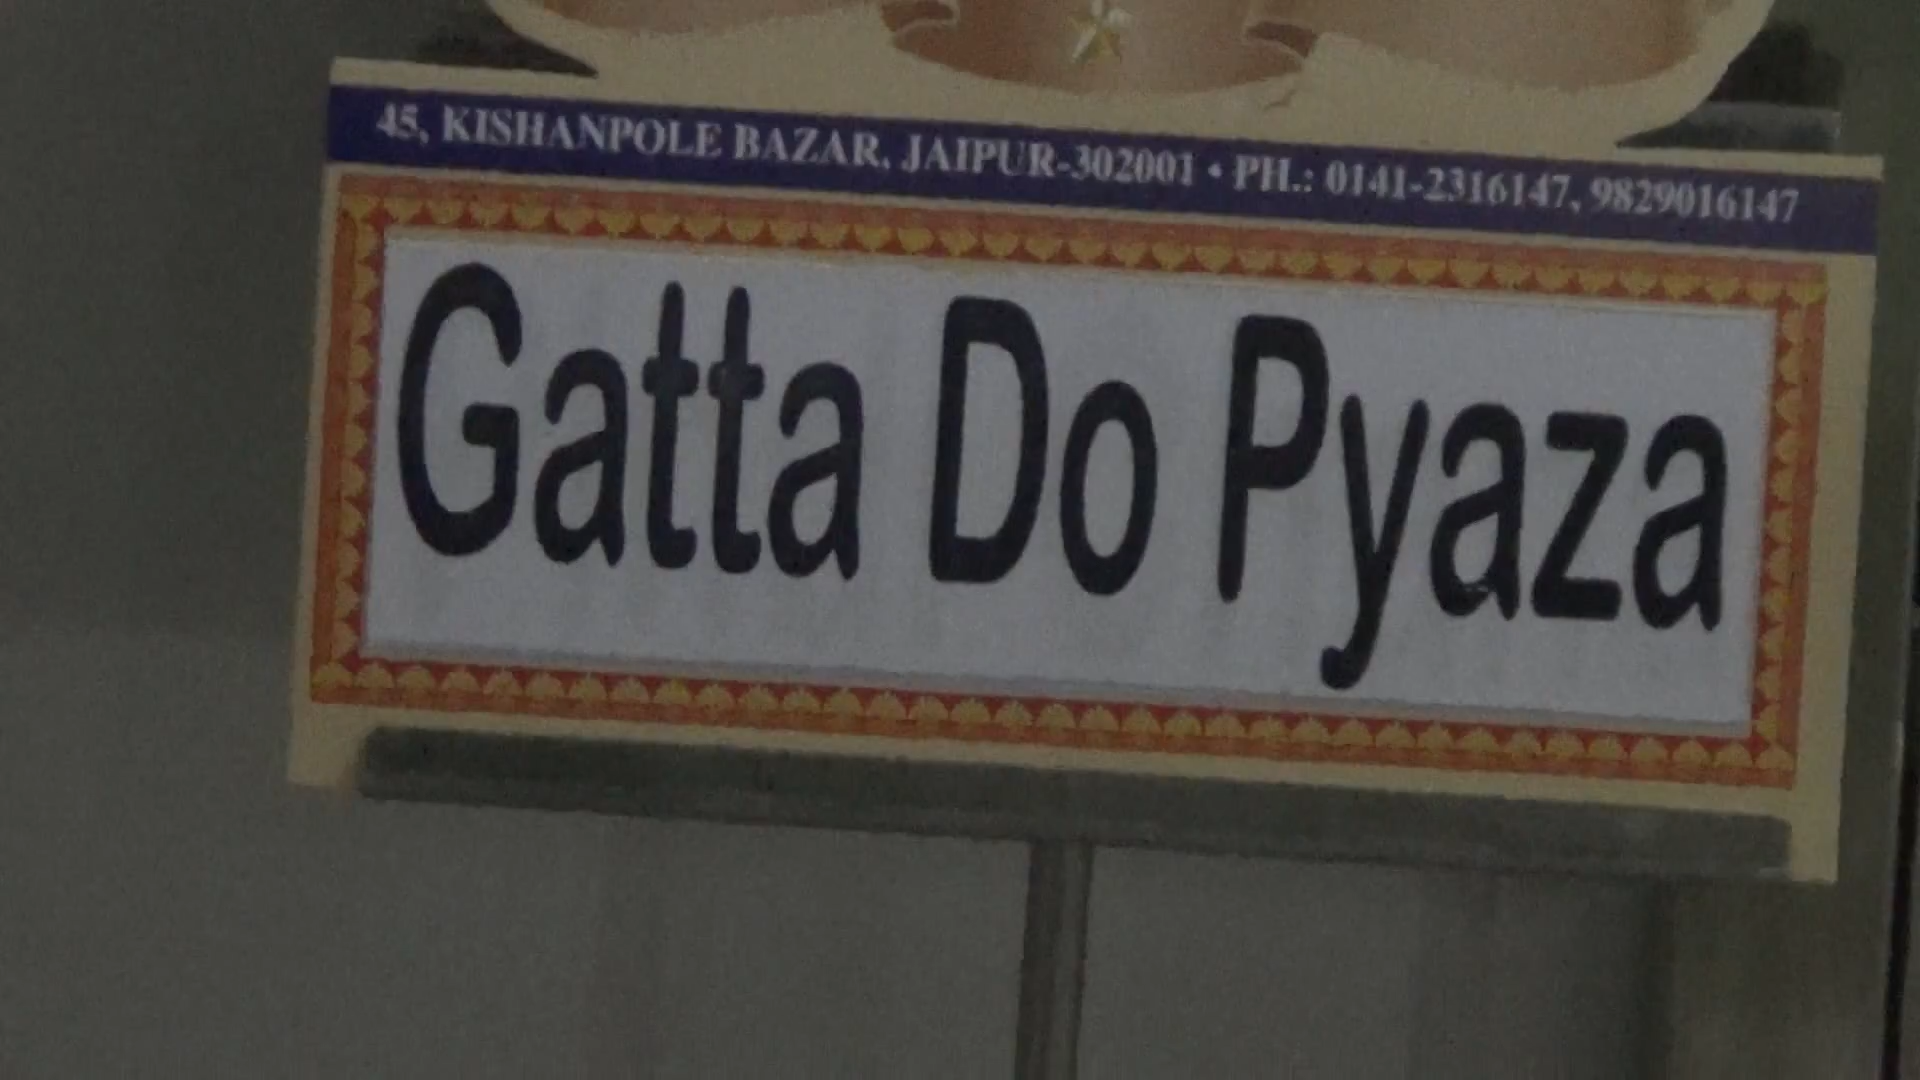 45, KISHANPOLE BAZAR, JAIPUR-302001 • PH.: 0141-2316147, 9829016147
Gatta Do Pyaza